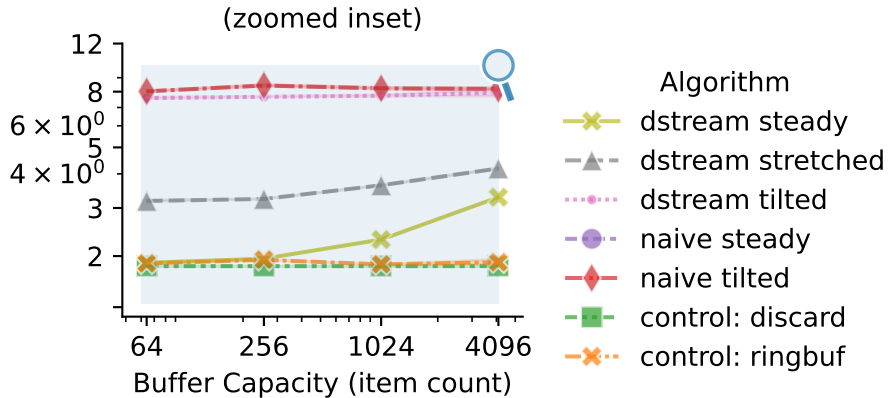 (zoomed inset)
12
8
6 × 10⁰
5
4 × 10⁰
3
2
64 256 1024 4096
Buffer Capacity (item count)
Algorithm
dstream steady
dstream stretched
dstream tilted
naive steady
naive tilted
control: discard
control: ringbuf